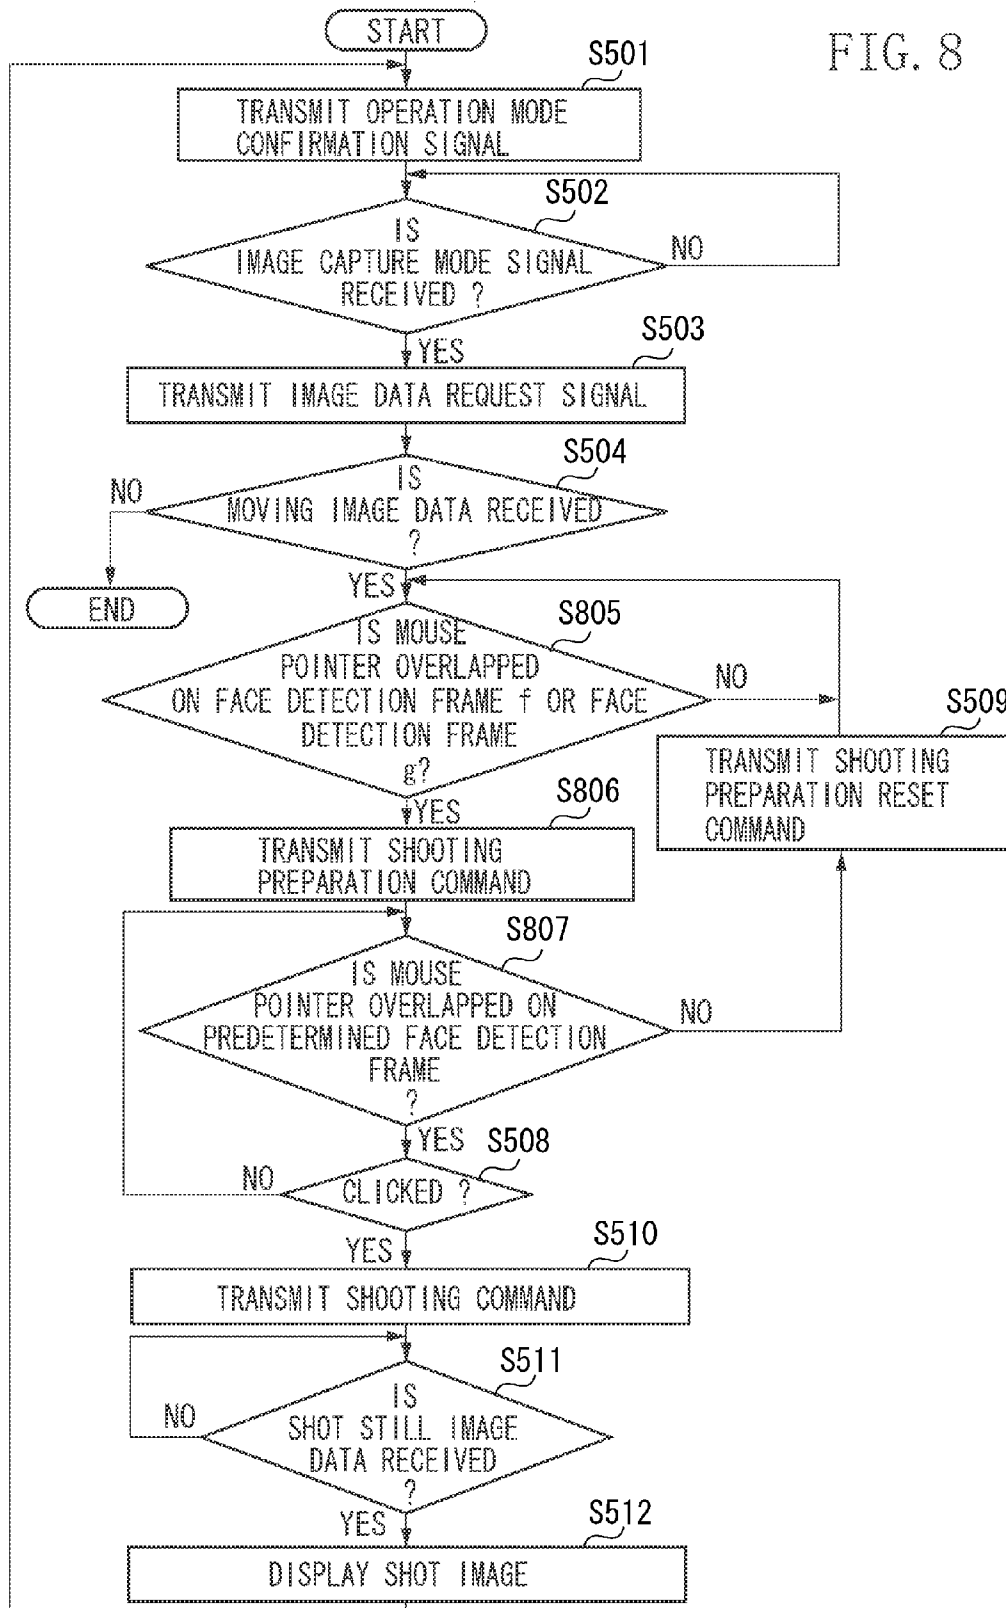 START
FIG. 8
S501
TRANSMIT OPERATION MODE
CONFIRMATION SIGNAL
S502
IS
IMAGE CAPTURE MODE SIGNAL
RECEIVED ?
NO
YES
S503
TRANSMIT IMAGE DATA REQUEST SIGNAL
S504
IS
MOVING IMAGE DATA RECEIVED
?
NO
END
YES
S805
IS MOUSE
POINTER OVERLAPPED
ON FACE DETECTION FRAME f OR FACE
DETECTION FRAME
g?
NO
S509
TRANSMIT SHOOTING
PREPARATION RESET
COMMAND
YES
S806
TRANSMIT SHOOTING
PREPARATION COMMAND
S807
IS MOUSE
POINTER OVERLAPPED ON
PREDETERMINED FACE DETECTION
FRAME
?
NO
YES
S508
CLICKED ?
NO
YES
S510
TRANSMIT SHOOTING COMMAND
S511
IS
SHOT STILL IMAGE
DATA RECEIVED
?
NO
YES
S512
DISPLAY SHOT IMAGE